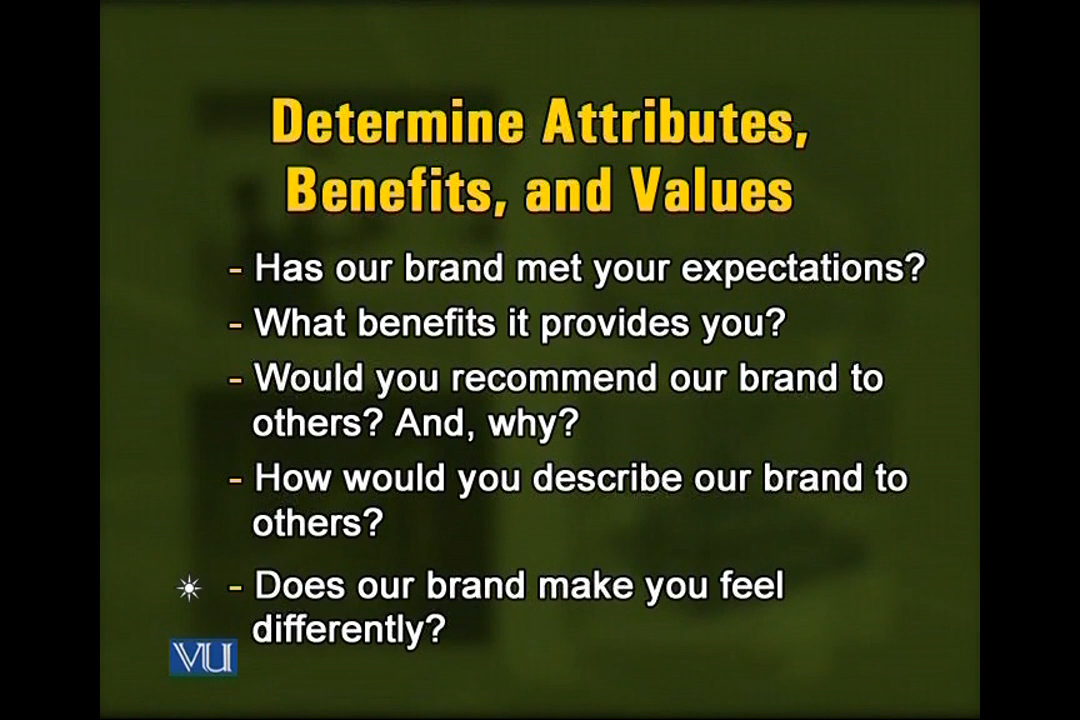 Determine Attributes,
Benefits, and Values
- Has our brand met your expectations?
- What benefits it provides you?
- Would you recommend our brand to
others? And, why?
- How would you describe our brand to
others?
- Does our brand make you feel
differently?
VU